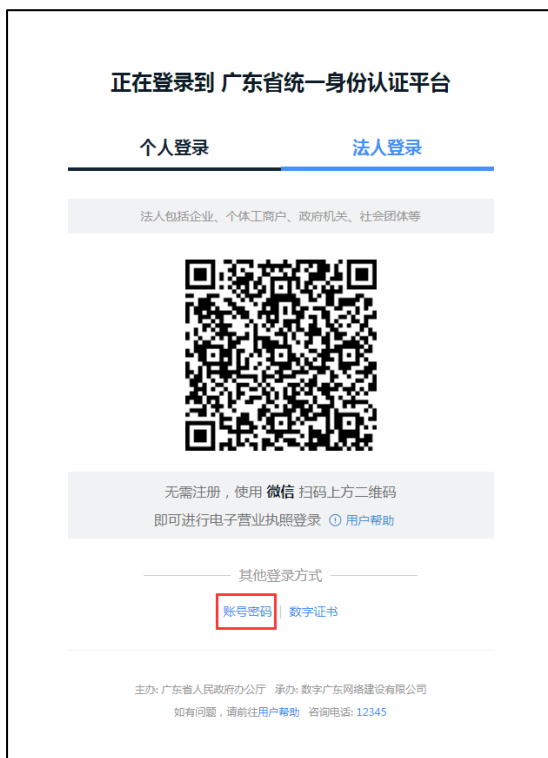 正在登录到 广东省统一身份认证平台
个人登录 法人登录
法人包括企业、个体工商户、政府机关、社会团体等
无需注册，使用 微信 扫码上方二维码
即可进行电子营业执照登录 用户帮助
其他登录方式
账号密码 | 数字证书
主办: 广东省人民政府办公厅 承办: 数字广东网络建设有限公司
如有问题，请前往用户帮助 咨询电话: 12345